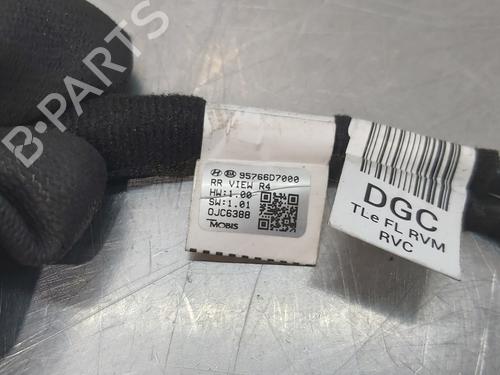 B-PARTS
95766D7000
RR VIEW R4
HW:1.00
SW:1.01
OJC6388
MOBIS
DGC
TLe FL RVM
RVC